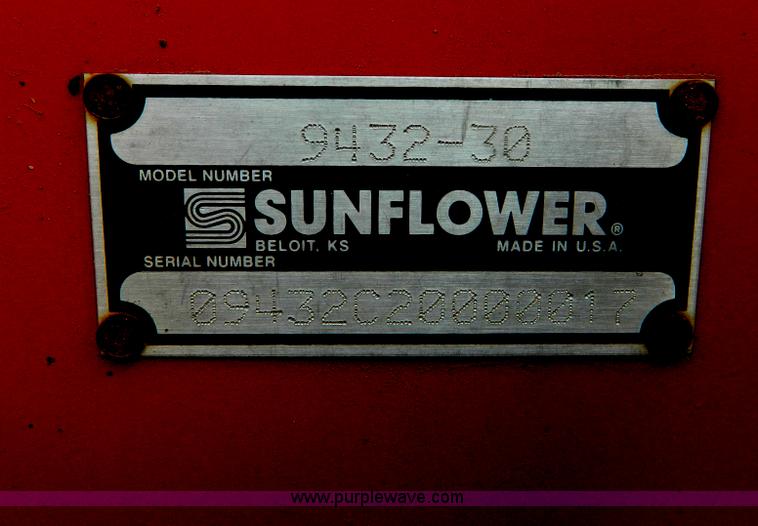 9432-30
MODEL NUMBER
SUNFLOWER®
BELOIT, KS MADE IN U.S.A.
SERIAL NUMBER
09432C20000017
www.purplewave.com